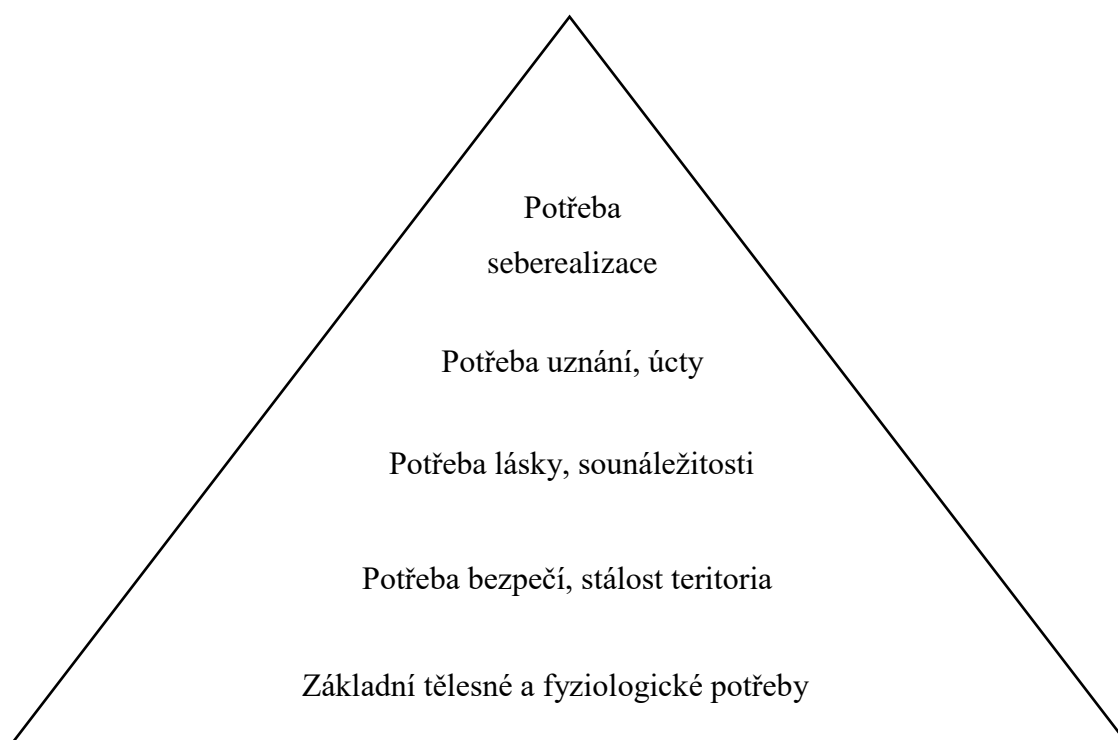 Potřeba
seberealizace
Potřeba uznání, úcty
Potřeba lásky, sounáležitosti
Potřeba bezpečí, stálost teritoria
Základní tělesné a fyziologické potřeby